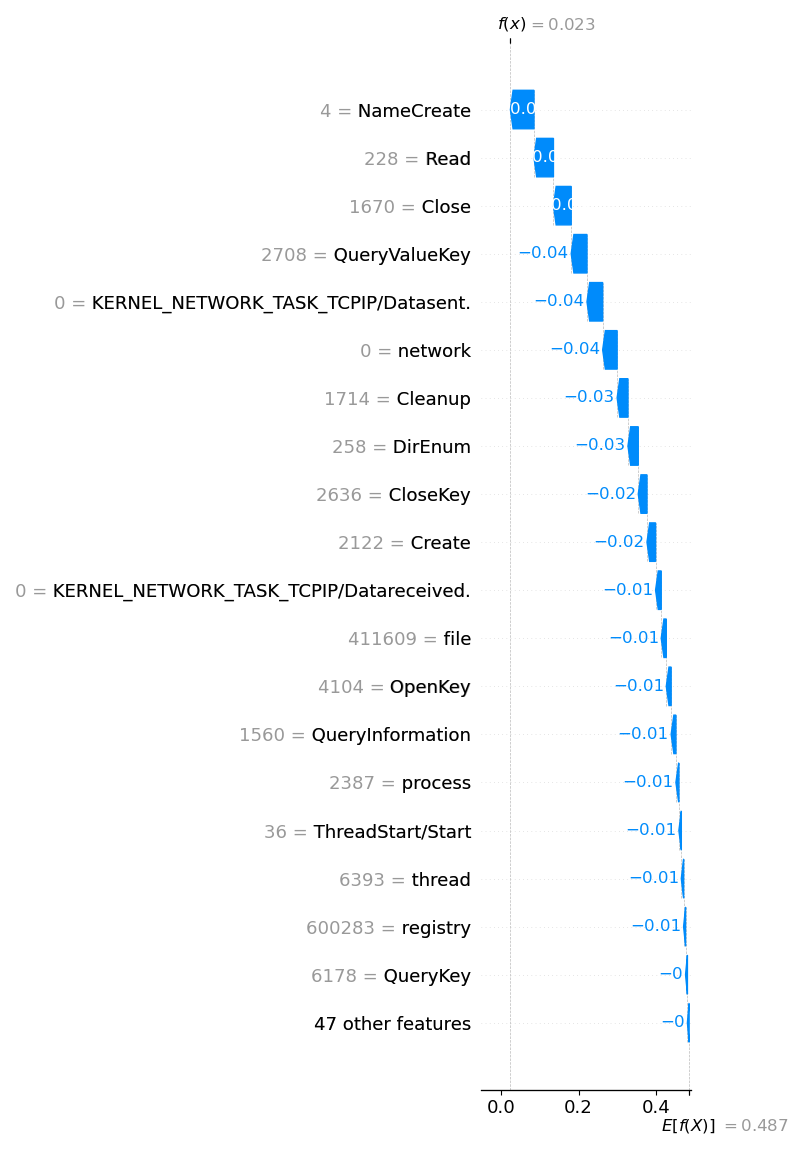 f(x) = 0.023
4 = NameCreate
228 = Read
1670 = Close
2708 = QueryValueKey −0.04
0 = KERNEL_NETWORK_TASK_TCPIP/Datasent. −0.04
0 = network −0.04
1714 = Cleanup −0.03
258 = DirEnum −0.03
2636 = CloseKey −0.02
2122 = Create −0.02
0 = KERNEL_NETWORK_TASK_TCPIP/Datareceived. −0.01
411609 = file −0.01
4104 = OpenKey −0.01
1560 = QueryInformation −0.01
2387 = process −0.01
36 = ThreadStart/Start −0.01
6393 = thread −0.01
600283 = registry −0.01
6178 = QueryKey −0
47 other features −0
0.0 0.2 0.4
E[f(X)] = 0.487